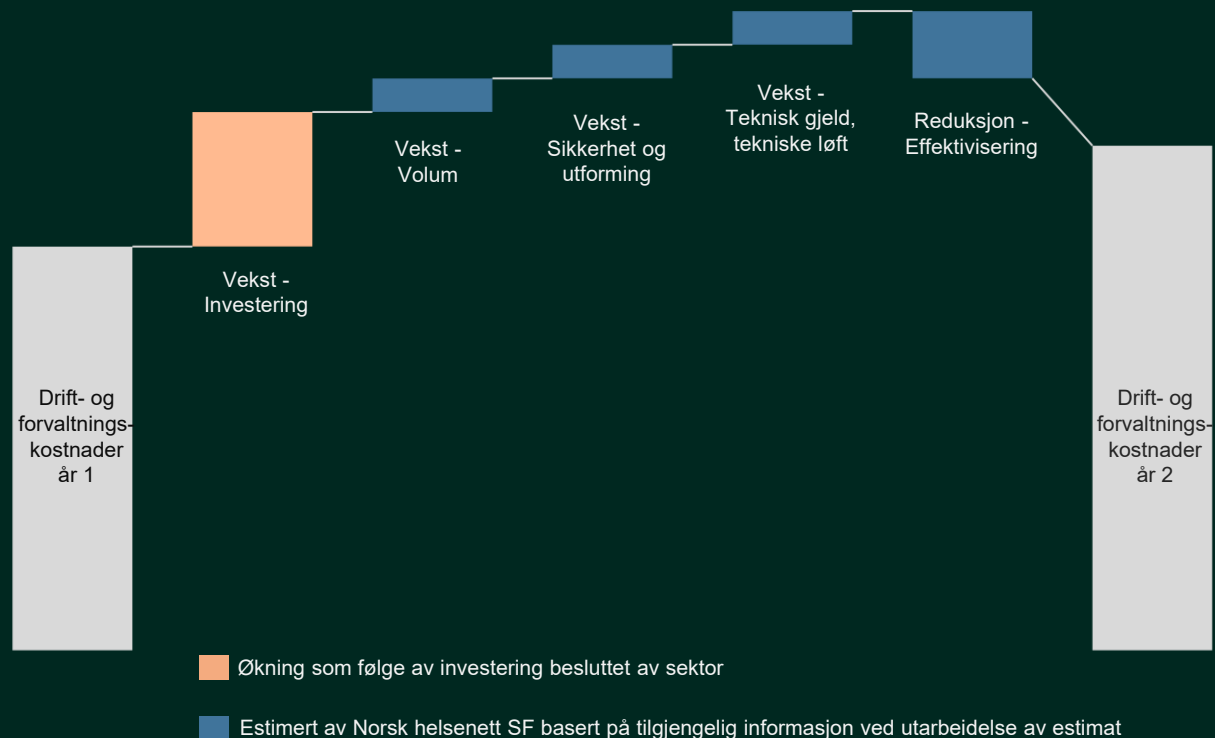 Drift- og
forvaltnings-
kostnader
år 1
Vekst -
Investering
Vekst -
Volum
Vekst -
Sikkerhet og
utforming
Vekst -
Teknisk gjeld,
tekniske løft
Reduksjon -
Effektivisering
Drift- og
forvaltnings-
kostnader
år 2
Økning som følge av investering besluttet av sektor
Estimert av Norsk helsenett SF basert på tilgjengelig informasjon ved utarbeidelse av estimat